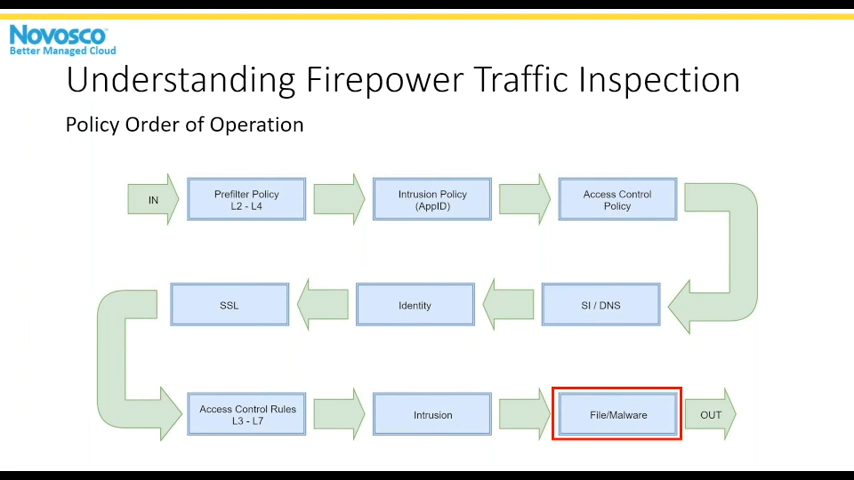 Novosco
Better Managed Cloud
Understanding Firepower Traffic Inspection
Policy Order of Operation
IN
Prefilter Policy
L2 - L4
Intrusion Policy
(AppID)
Access Control
Policy
SSL
Identity
SI / DNS
Access Control Rules
L3 - L7
Intrusion
File/Malware
OUT